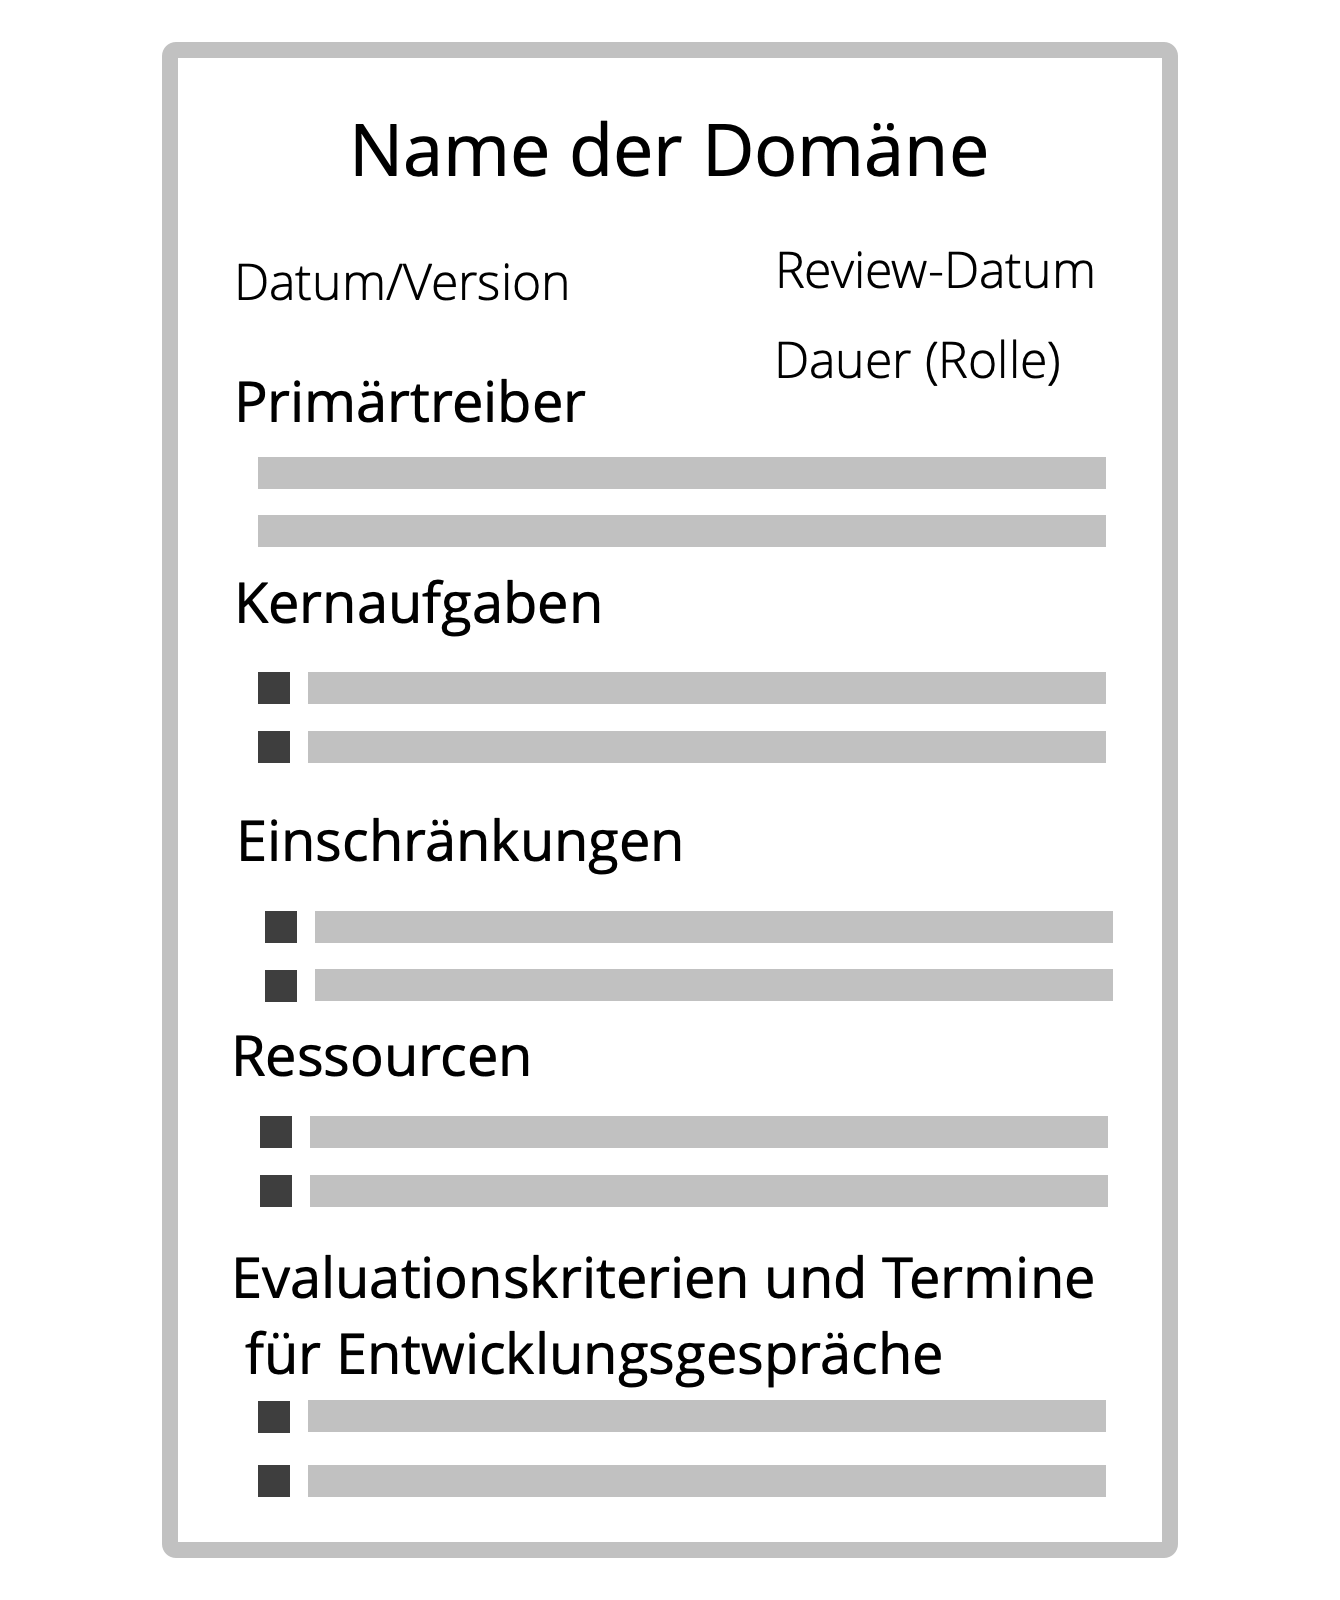 Name der Domäne
Datum/Version
Review-Datum
Dauer (Rolle)
Primärtreiber
Kernaufgaben
Einschränkungen
Ressourcen
Evaluationskriterien und Termine
für Entwicklungsgespräche